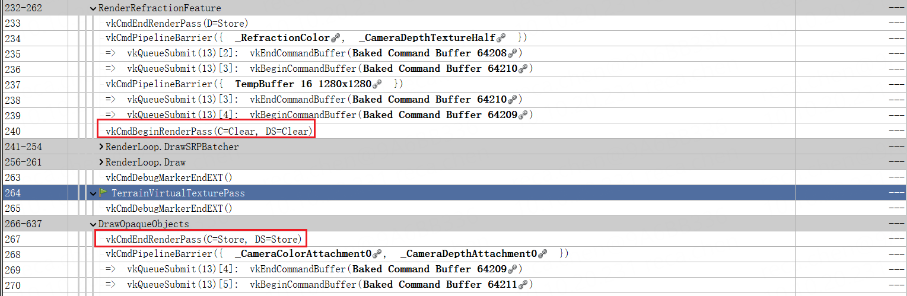 232-262 RenderRefractionFeature ---
233 vkCmdEndRenderPass(D=Store) ---
234 vkCmdPipelineBarrier({ _RefractionColor, _CameraDepthTextureHalf }) ---
235 => vkQueueSubmit(13)[2]: vkEndCommandBuffer(Baked Command Buffer 64208) ---
236 => vkQueueSubmit(13)[3]: vkBeginCommandBuffer(Baked Command Buffer 64210) ---
237 vkCmdPipelineBarrier({ TempBuffer 16 1280x1280 }) ---
238 => vkQueueSubmit(13)[3]: vkEndCommandBuffer(Baked Command Buffer 64210) ---
239 => vkQueueSubmit(13)[4]: vkBeginCommandBuffer(Baked Command Buffer 64209) ---
240 vkCmdBeginRenderPass(C=Clear, DS=Clear) ---
241-254 RenderLoop.DrawSRPBatcher ---
256-261 RenderLoop.Draw ---
263 vkCmdDebugMarkerEndEXT() ---
264 TerrainVirtualTexturePass ---
265 vkCmdDebugMarkerEndEXT() ---
266-637 DrawOpaqueObjects ---
267 vkCmdEndRenderPass(C=Store, DS=Store) ---
268 vkCmdPipelineBarrier({ _CameraColorAttachment0, _CameraDepthAttachment0 }) ---
269 => vkQueueSubmit(13)[4]: vkEndCommandBuffer(Baked Command Buffer 64209) ---
270 => vkQueueSubmit(13)[5]: vkBeginCommandBuffer(Baked Command Buffer 64211) ---